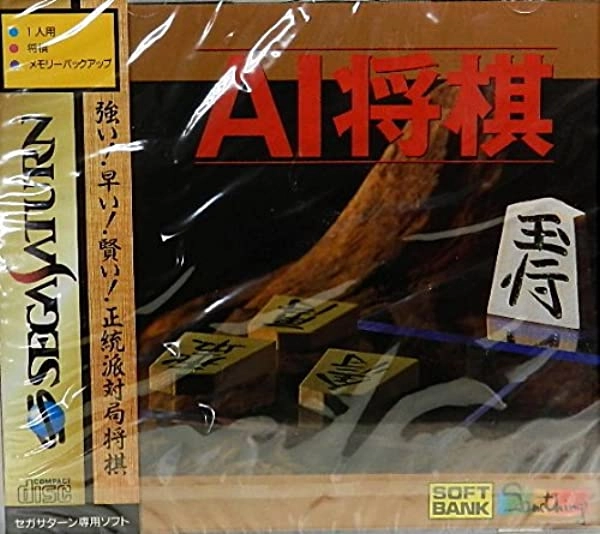 1人用
将棋
メモリーバックアップ
SEGASATURN
強い!早い!賢い!正統派対局将棋
AI将棋
玉将
COMPACT
disc
セガサターン専用ソフト
SOFT
BANK
Something